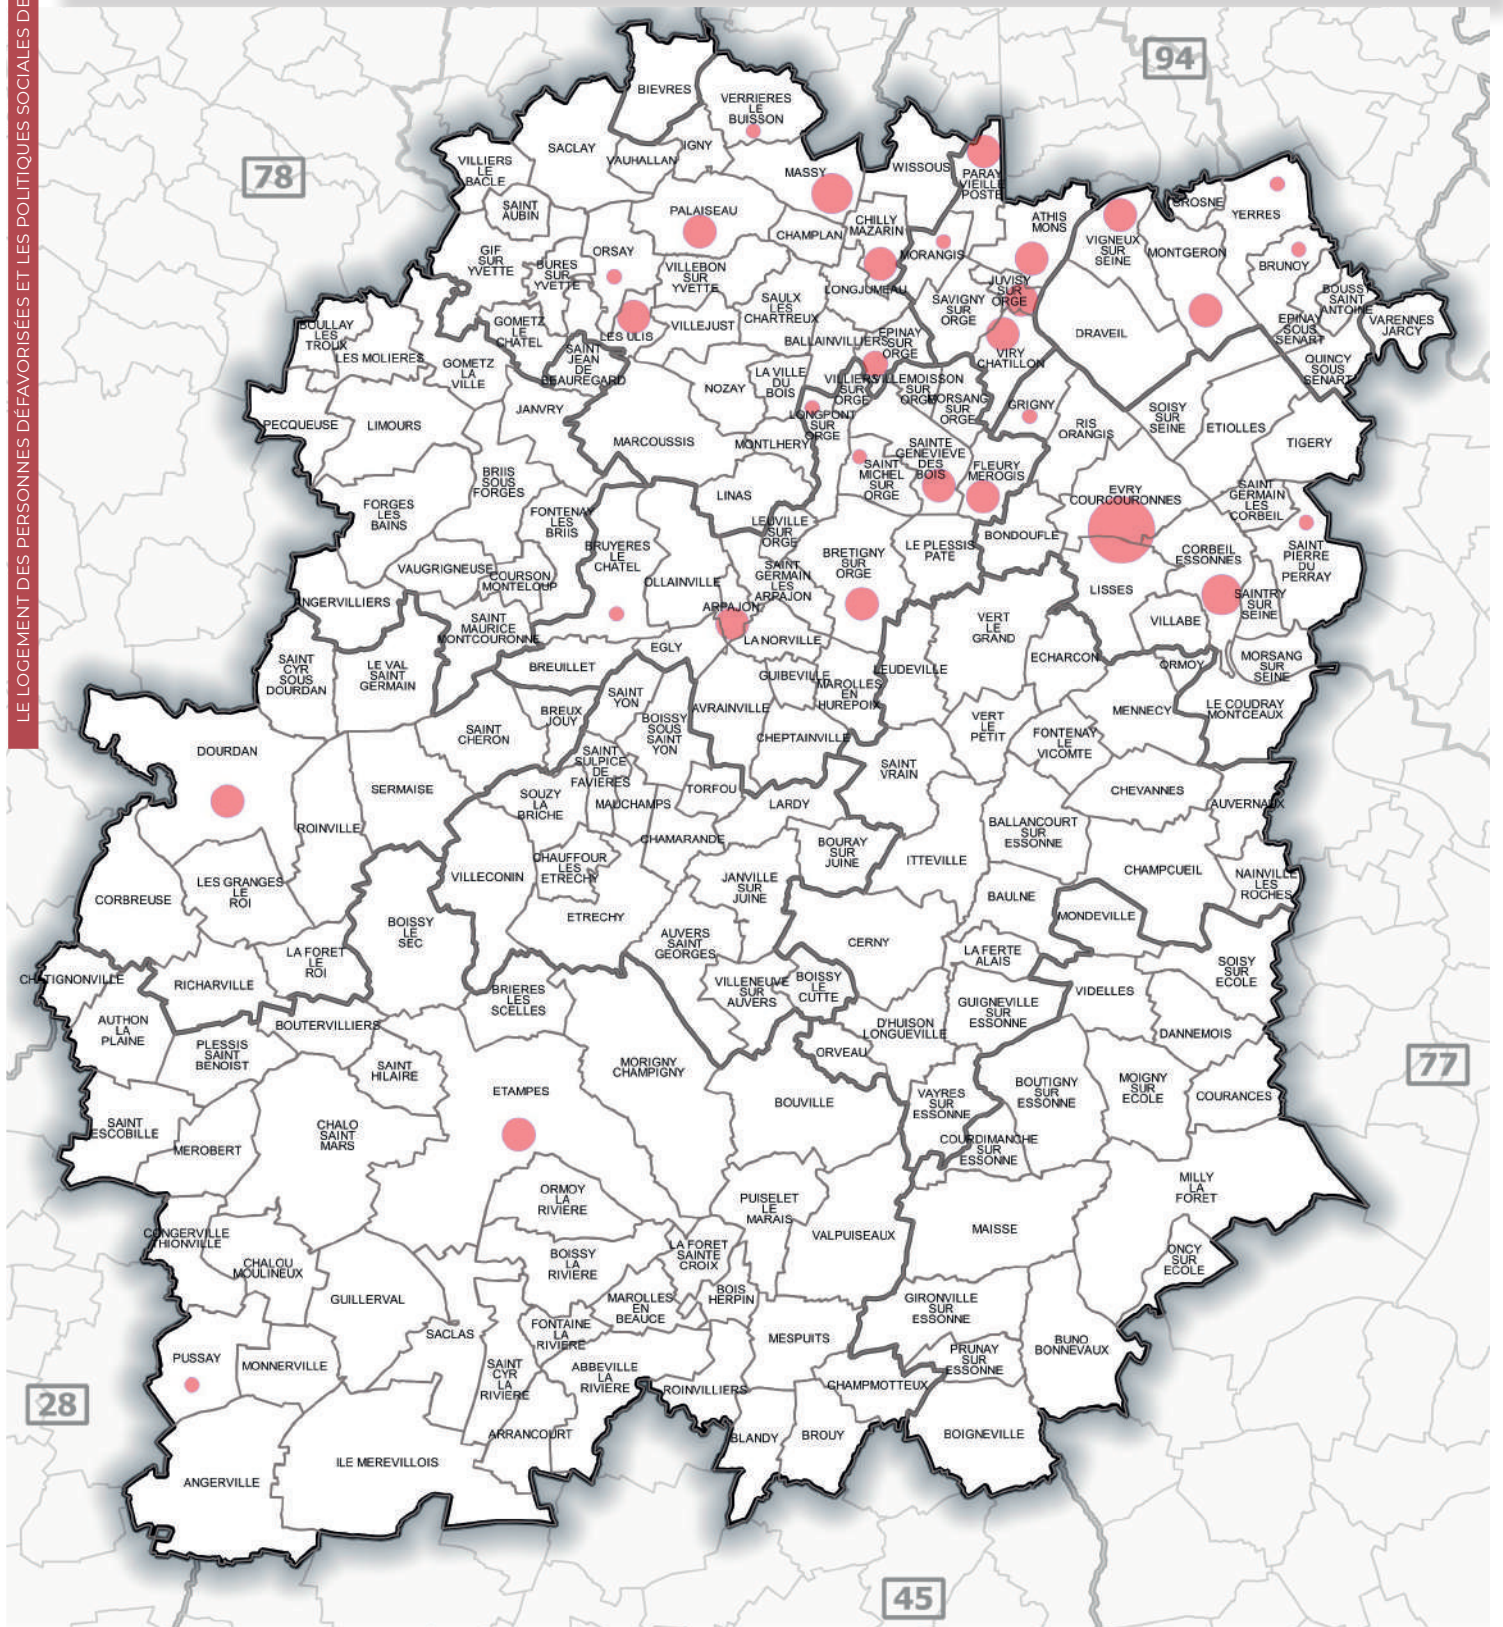 LE LOGEMENT DES PERSONNES DÉFAVORISÉES ET LES POLITIQUES SOCIALES DE
94
78
BIEVRES
VERRIERES
LE
BUISSON
SACLAY
IGNY
VAUHALLAN
VILLIERS
LE
BACLE
MASSY
WISSOUS
PARAY
VIEILLE
POSTE
SAINT
AUBIN
PALAISEAU
CHAMPLAN
CHILLY
MAZARIN
ATHIS
MONS
CROSNE
YERRES
VIGNEUX
SUR
SEINE
MONTGERON
BRUNOY
GIF
SUR
YVETTE
BURES
SUR
YVETTE
ORSAY
VILLEBON
SUR
YVETTE
MORANGIS
LONGJUMEAU
JUVISY
SUR
ORGE
SAVIGNY
SUR
ORGE
SAULX
LES
CHARTREUX
BOUSSY
SAINT
ANTOINE
EPINAY
SOUS
SENART
VARENNES
JARCY
BOULLAY
LES
TROUX
LES MOLIERES
GOMETZ
LE
CHATEL
LES ULIS
VILLEJUST
BALLAINVILLIERS
EPINAY
SUR
ORGE
DRAVEIL
VIRY
CHATILLON
QUINCY
SOUS
SENART
GOMETZ
LA
VILLE
SAINT
JEAN
DE
BEAUREGARD
NOZAY
LA VILLE
DU
BOIS
VILLIERS
SUR
ORGE
VILLEMOISSON
SUR
ORGE
MORSANG
SUR
ORGE
GRIGNY
PECQUEUSE
LIMOURS
JANVRY
MARCOUSSIS
MONTLHERY
LONGPONT
SUR
ORGE
RIS
ORANGIS
SOISY
SUR
SEINE
ETIOLLES
TIGERY
SAINTE
GENEVIEVE
DES
BOIS
SAINT
MICHEL
SUR
ORGE
FLEURY
MEROGIS
BRIIS
SOUS
FORGES
LINAS
EVRY
COURCOURONNES
SAINT
GERMAIN
LES
CORBEIL
FORGES
LES
BAINS
FONTENAY
LES
BRIIS
LEUVILLE
SUR
ORGE
BONDOUFLE
BRUYERES
LE
CHATEL
BRETIGNY
SUR
ORGE
LE PLESSIS
PATE
CORBEIL
ESSONNES
SAINT
PIERRE
DU
PERRAY
VAUGRIGNEUSE
COURSON
MONTELOUP
OLLAINVILLE
SAINT
GERMAIN
LES
ARPAJON
LISSES
SAINTRY
SUR
SEINE
ANGERVILLIERS
SAINT
MAURICE
MONTCOURONNE
ARPAJON
LA NORVILLE
VERT
LE
GRAND
VILLABE
EGLY
ECHARCON
ORMOY
MORSANG
SUR
SEINE
SAINT
CYR
SOUS
DOURDAN
LE VAL
SAINT
GERMAIN
BREUILLET
GUIBEVILLE
MAROLLES
EN
HUREPOIX
LEUDEVILLE
SAINT
YON
BREUX
JOUY
BOISSY
SOUS
SAINT
YON
AVRAINVILLE
CHEPTAINVILLE
VERT
LE
PETIT
FONTENAY
LE
VICOMTE
MENNECY
LE COUDRAY
MONTCEAUX
SAINT
CHERON
DOURDAN
SAINT
SULPICE
DE
FAVIERES
SAINT
VRAIN
SERMAISE
SOUZY
LA
BRICHE
MAUCHAMPS
TORFOU
LARDY
CHEVANNES
AUVERNAUX
ROINVILLE
CHAMARANDE
BALLANCOURT
SUR
ESSONNE
BOURAY
SUR
JUINE
ITTEVILLE
CHAMPCUEIL
NAINVILLE
LES
ROCHES
CHAUFFOUR
LES
ETRECHY
VILLECONIN
JANVILLE
SUR
JUINE
BAULNE
LES GRANGES
LE
ROI
CORBREUSE
BOISSY
LE
SEC
ETRECHY
MONDEVILLE
AUVERS
SAINT
GEORGES
CERNY
LA FERTE
ALAIS
LA FORET
LE
ROI
SOISY
SUR
ECOLE
CHATIGNONVILLE
RICHARVILLE
BRIERES
LES
SCELLES
VILLENEUVE
SUR
AUVERS
BOISSY
LE
CUTTE
VIDELLES
GUIGNEVILLE
SUR
ESSONNE
AUTHON
LA
PLAINE
BOUTERVILLIERS
D'HUISON
LONGUEVILLE
DANNEMOIS
PLESSIS
SAINT
BENOIST
SAINT
HILAIRE
MORIGNY
CHAMPIGNY
ORVEAU
77
ETAMPES
BOUVILLE
VAYRES
SUR
ESSONNE
BOUTIGNY
SUR
ESSONNE
MOIGNY
SUR
ECOLE
COURANCES
SAINT
ESCOBILLE
CHALO
SAINT
MARS
MEROBERT
COURDIMANCHE
SUR
ESSONNE
MILLY
LA
FORET
ORMOY
LA
RIVIERE
PUISELET
LE
MARAIS
VALPUISEAUX
MAISSE
CONGERVILLE
THIONVILLE
CHALOU
MOULINEUX
BOISSY
LA
RIVIERE
LA FORET
SAINTE
CROIX
ONCY
SUR
ECOLE
GUILLERVAL
MAROLLES
EN
BEAUCE
BOIS
HERPIN
GIRONVILLE
SUR
ESSONNE
SACLAS
FONTAINE
LA
RIVIERE
MESPUITS
BUNO
BONNEVAUX
PUSSAY
MONNERVILLE
PRUNAY
SUR
ESSONNE
SAINT
CYR
LA
RIVIERE
ABBEVILLE
LA
RIVIERE
ROINVILLIERS
CHAMPMOTTEUX
28
ARRANCOURT
BLANDY
BROUY
BOIGNEVILLE
ILE MEREVILLOIS
ANGERVILLE
45